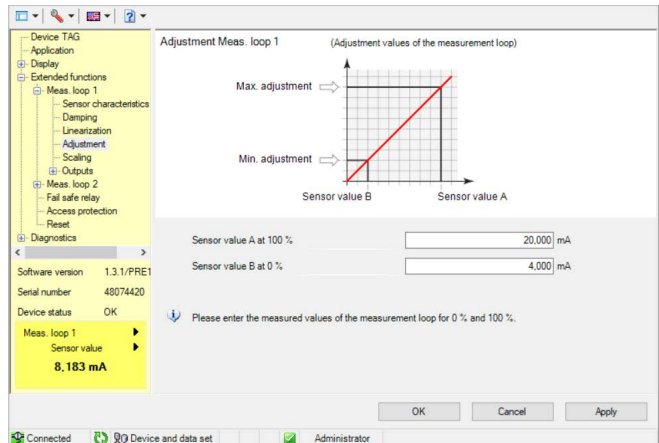 Device TAG
Application
Display
Extended functions
Meas. loop 1
Sensor characteristics
Damping
Linearization
Adjustment
Scaling
Outputs
Meas. loop 2
Fail safe relay
Access protection
Reset
Diagnostics
Software version 1.3.1/PRE1
Serial number 48074420
Device status OK
Meas. loop 1
Sensor value
8,183 mA
Adjustment Meas. loop 1 (Adjustment values of the measurement loop)
Max. adjustment
Min. adjustment
Sensor value B Sensor value A
Sensor value A at 100 % 20,000 mA
Sensor value B at 0 % 4,000 mA
Please enter the measured values of the measurement loop for 0 % and 100 %.
OK Cancel Apply
Connected Device and data set Administrator